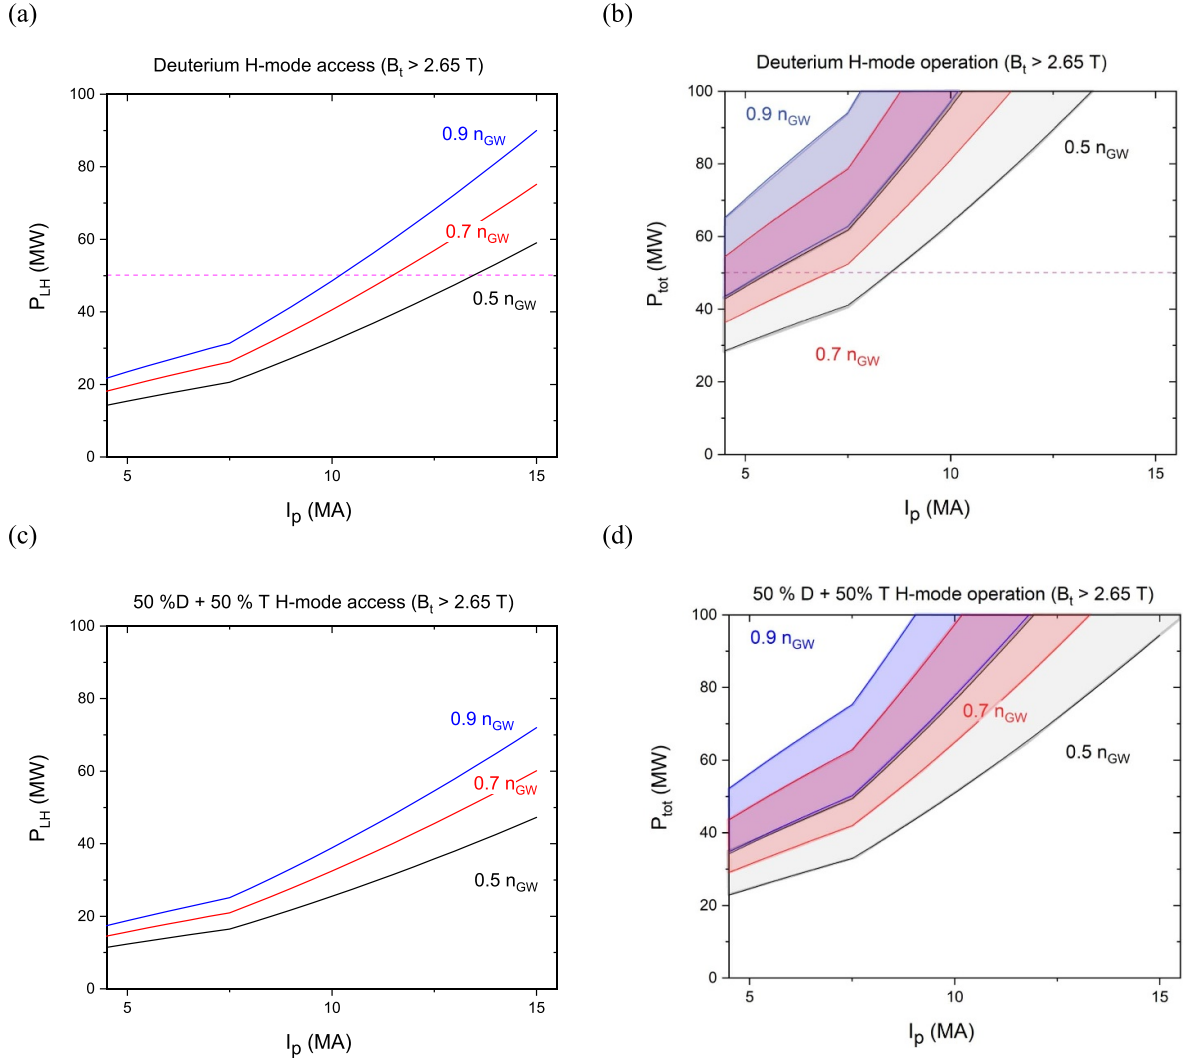 (a)
Deuterium H-mode access (Bt > 2.65 T)
100
80
60
40
20
0
PLH (MW)
0.9 nGW
0.7 nGW
0.5 nGW
5
10
15
Ip (MA)
(b)
Deuterium H-mode operation (Bt > 2.65 T)
100
80
60
40
20
0
Ptot (MW)
0.9 nGW
0.5 nGW
0.7 nGW
5
10
15
Ip (MA)
(c)
50 %D + 50 % T H-mode access (Bt > 2.65 T)
100
80
60
40
20
0
PLH (MW)
0.9 nGW
0.7 nGW
0.5 nGW
5
10
15
Ip (MA)
(d)
50 % D + 50% T H-mode operation (Bt > 2.65 T)
100
80
60
40
20
0
Ptot (MW)
0.9 nGW
0.7 nGW
0.5 nGW
5
10
15
Ip (MA)